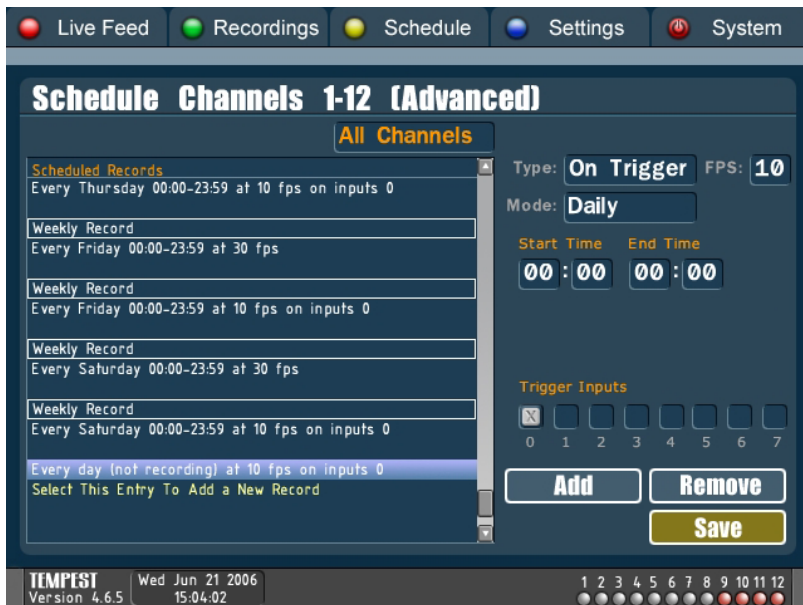 Live Feed Recordings Schedule Settings System
Schedule Channels 1-12 (Advanced)
All Channels
Scheduled Records
Every Thursday 00:00-23:59 at 10 fps on inputs 0
Weekly Record
Every Friday 00:00-23:59 at 30 fps
Weekly Record
Every Friday 00:00-23:59 at 10 fps on inputs 0
Weekly Record
Every Saturday 00:00-23:59 at 30 fps
Weekly Record
Every Saturday 00:00-23:59 at 10 fps on inputs 0
Every day (not recording) at 10 fps on inputs 0
Select This Entry To Add a New Record
Type: On Trigger FPS: 10
Mode: Daily
Start Time End Time
00 : 00 00 : 00
Trigger Inputs
X
0 1 2 3 4 5 6 7
Add Remove
Save
TEMPEST
Version 4.6.5
Wed Jun 21 2006
15:04:02
1 2 3 4 5 6 7 8 9 10 11 12